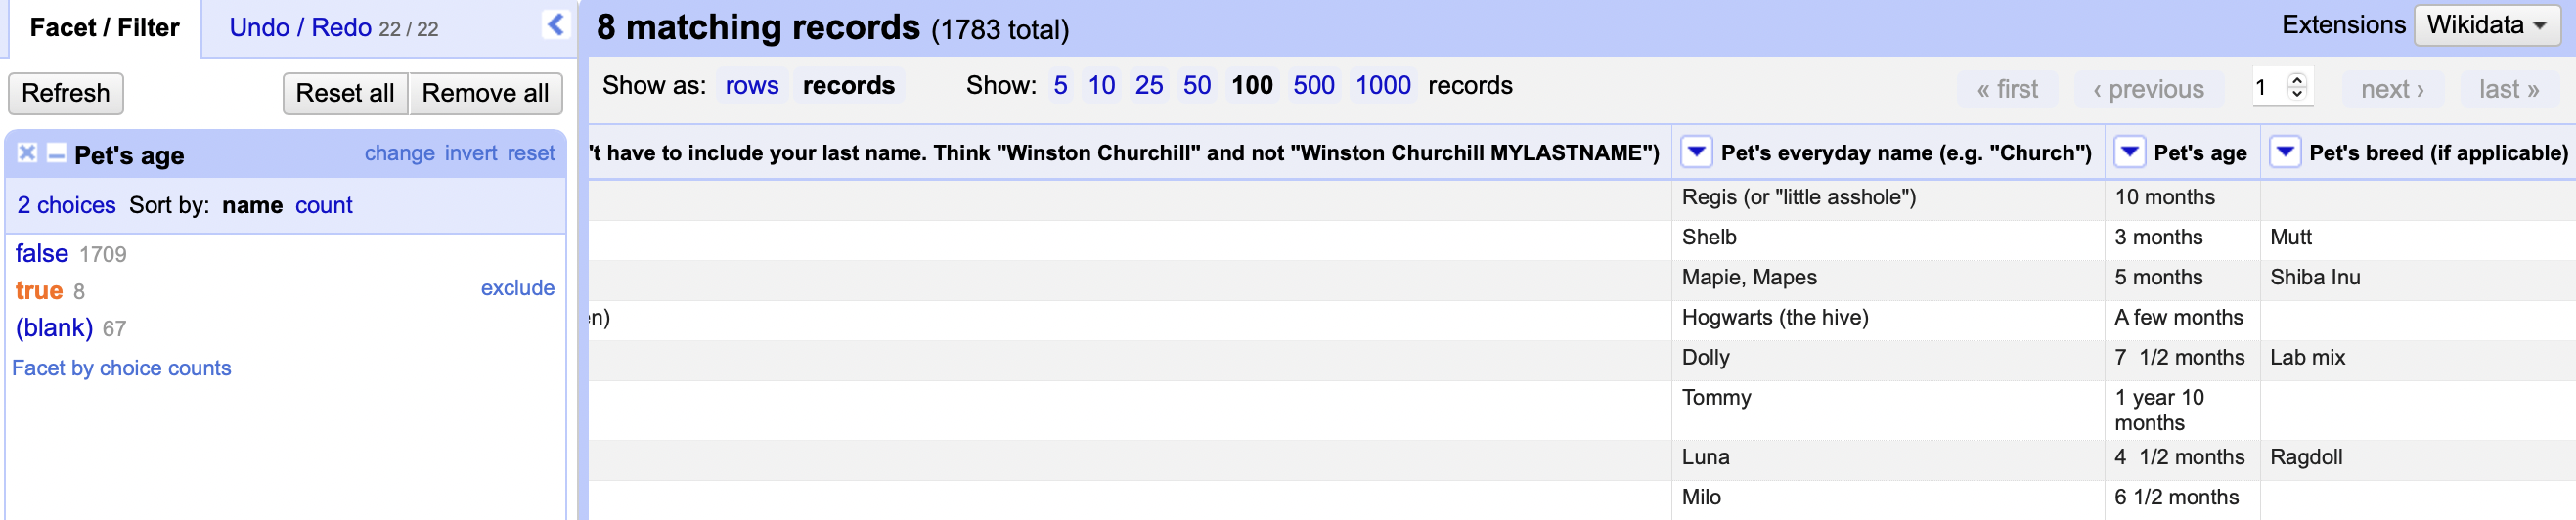 Facet / Filter
Undo / Redo 22 / 22
Refresh
Reset all
Remove all
Pet's age
change invert reset
2 choices Sort by: name count
false 1709
true 8
exclude
(blank) 67
Facet by choice counts
8 matching records (1783 total)
Extensions Wikidata
Show as: rows records Show: 5 10 25 50 100 500 1000 records
« first ‹ previous 1 next › last »
't have to include your last name. Think "Winston Churchill" and not "Winston Churchill MYLASTNAME") Pet's everyday name (e.g. "Church") Pet's age Pet's breed (if applicable)
Regis (or "little asshole") 10 months
Shelb 3 months Mutt
Mapie, Mapes 5 months Shiba Inu
en) Hogwarts (the hive) A few months
Dolly 7 1/2 months Lab mix
Tommy 1 year 10
months
Luna 4 1/2 months Ragdoll
Milo 6 1/2 months